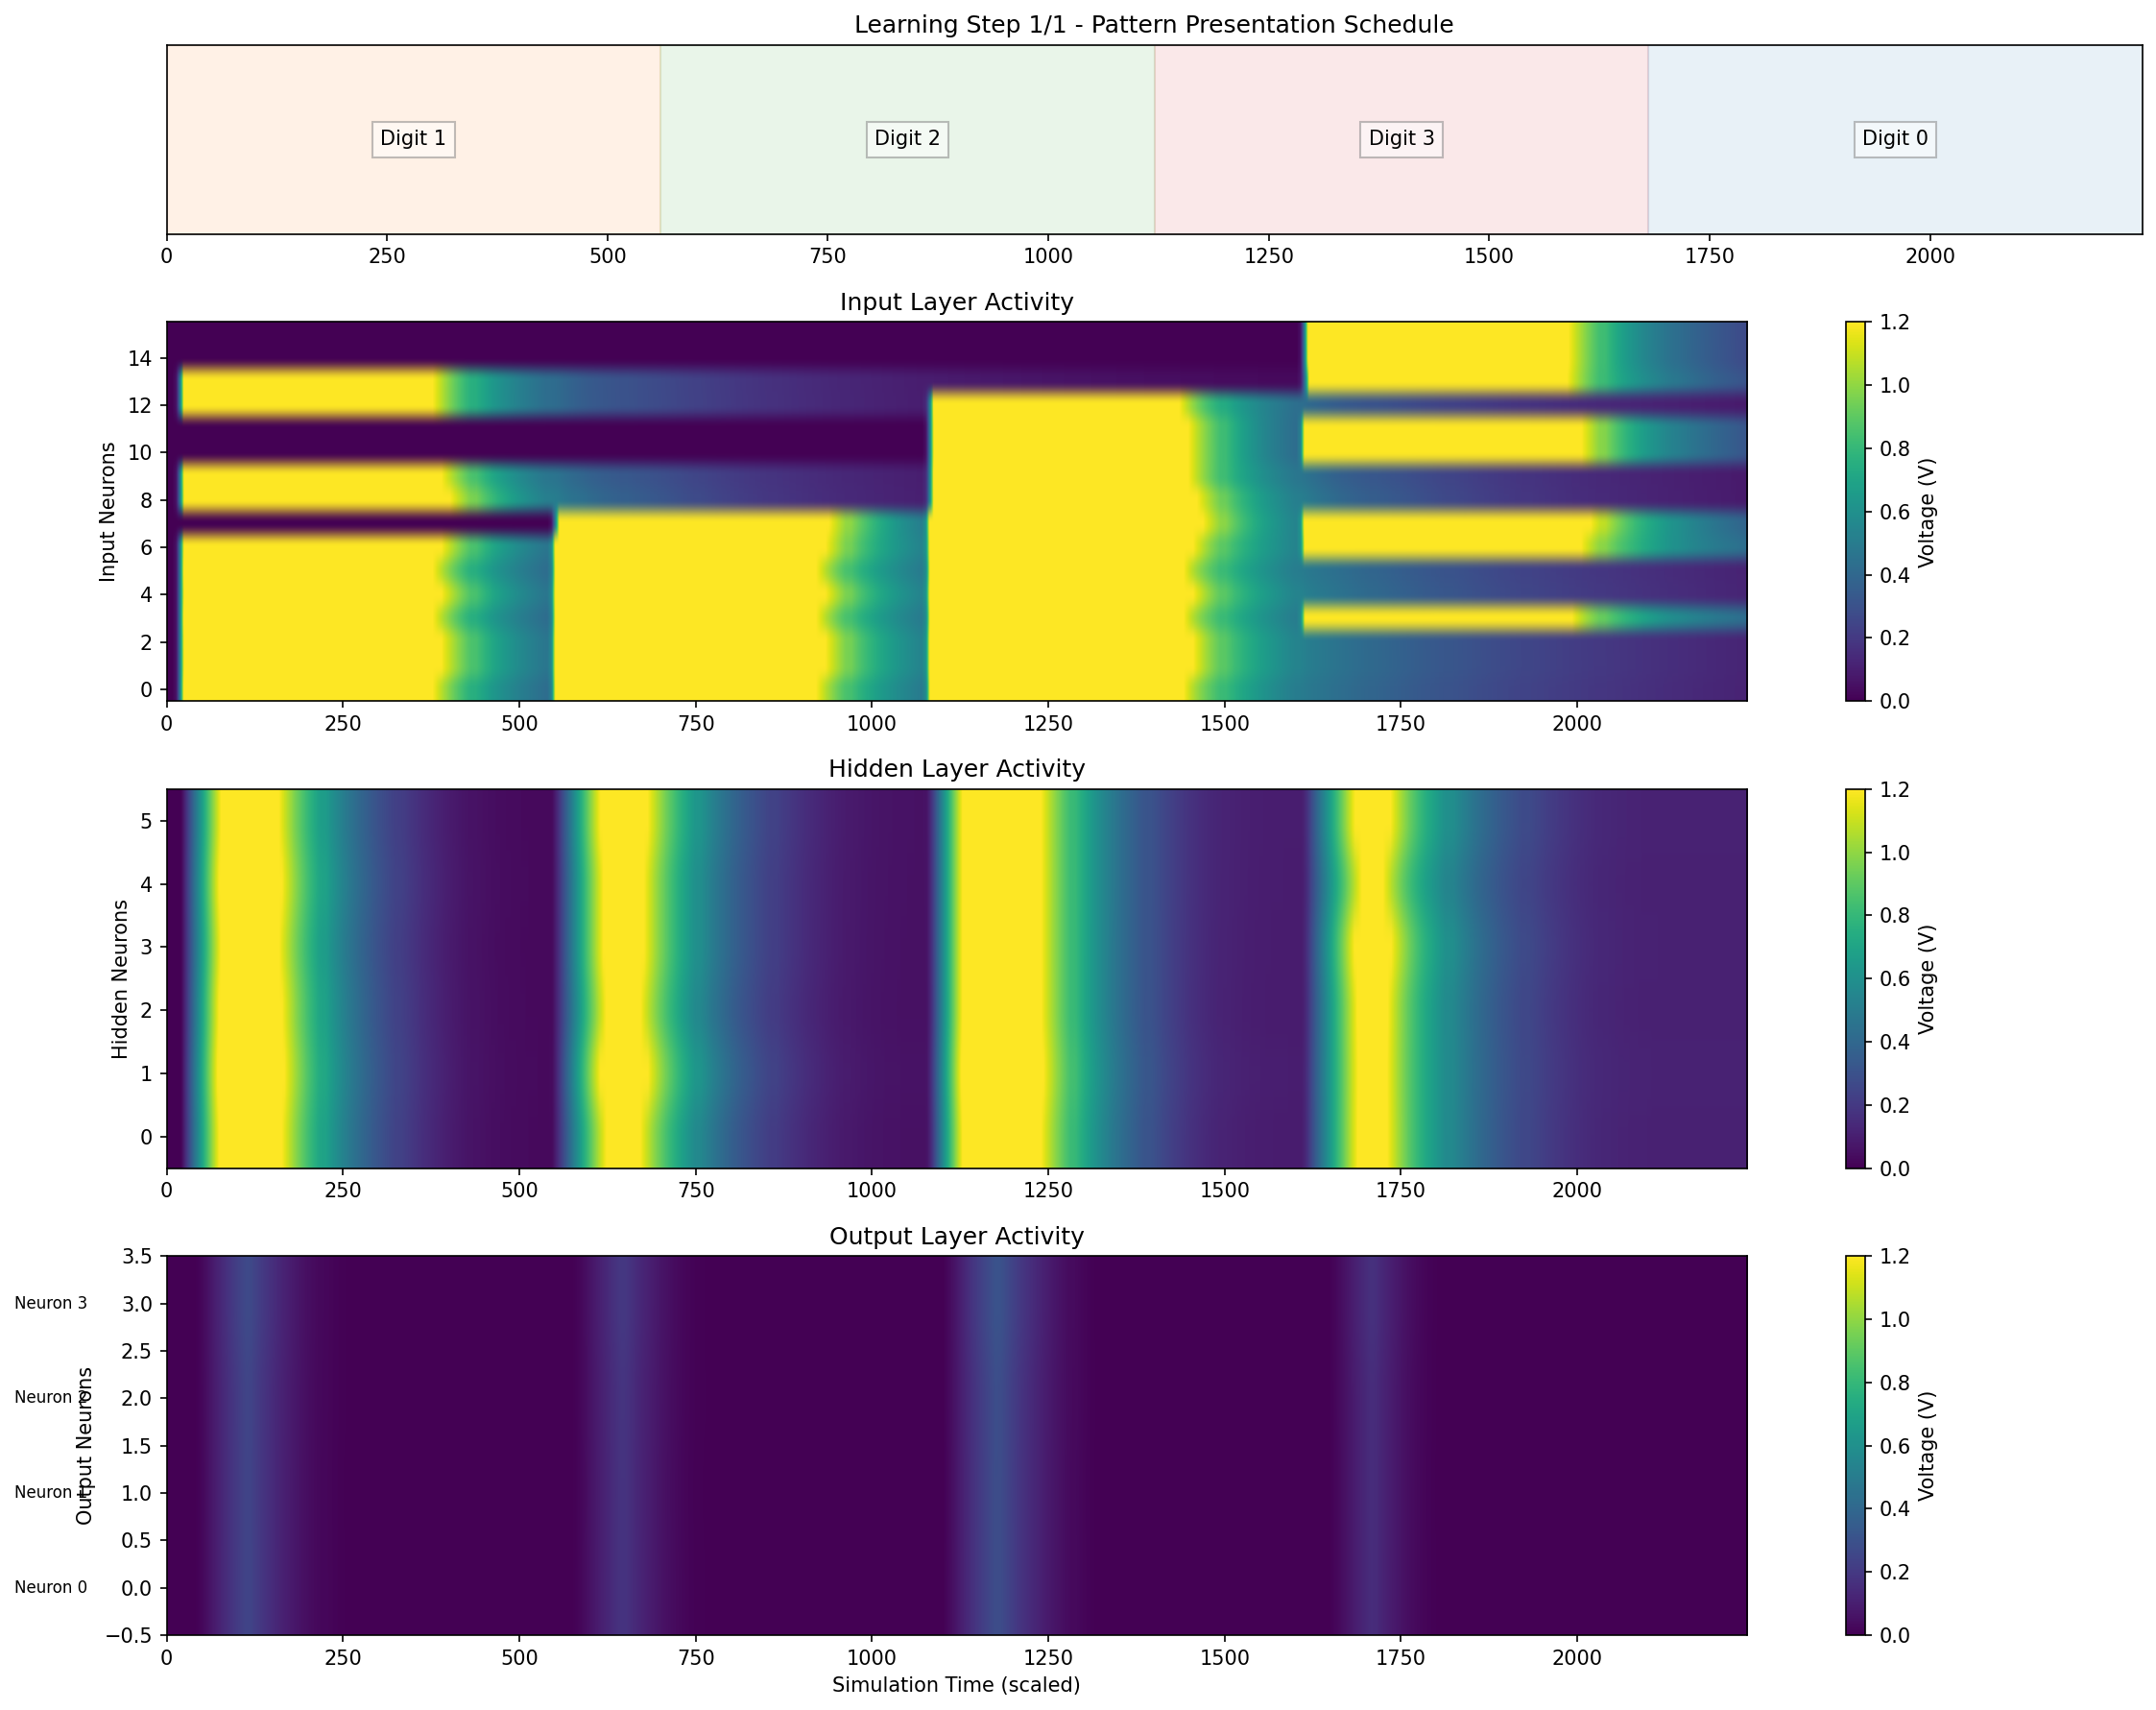 Learning Step 1/1 - Pattern Presentation Schedule
Digit 1 Digit 2 Digit 3 Digit 0
0 250 500 750 1000 1250 1500 1750 2000
Input Layer Activity
Input Neurons
14
12
10
8
6
4
2
0
0 250 500 750 1000 1250 1500 1750 2000
1.2
1.0
0.8
0.6
0.4
0.2
0.0
Voltage (V)
Hidden Layer Activity
Hidden Neurons
5
4
3
2
1
0
0 250 500 750 1000 1250 1500 1750 2000
1.2
1.0
0.8
0.6
0.4
0.2
0.0
Voltage (V)
Output Layer Activity
Output Neurons
Neuron 3
Neuron 2
Neuron 1
Neuron 0
3.5
3.0
2.5
2.0
1.5
1.0
0.5
0.0
−0.5
0 250 500 750 1000 1250 1500 1750 2000
Simulation Time (scaled)
1.2
1.0
0.8
0.6
0.4
0.2
0.0
Voltage (V)